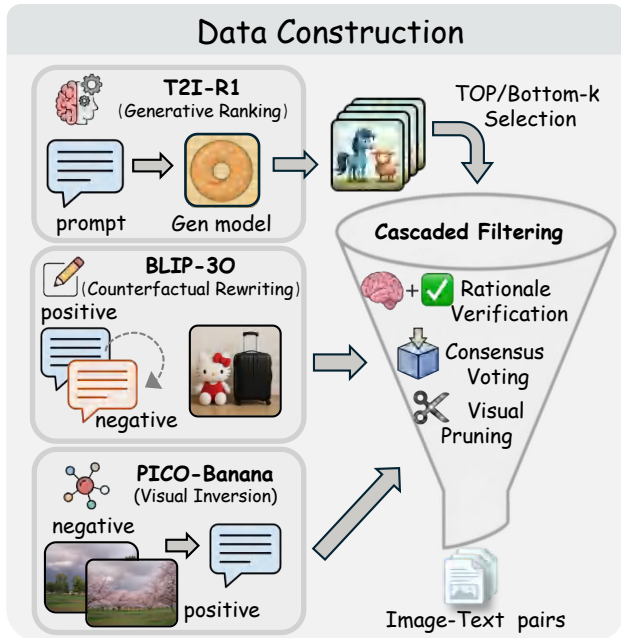 Data Construction
T2I-R1
(Generative Ranking)
prompt
Gen model
TOP/Bottom-k
Selection
BLIP-3O
(Counterfactual Rewriting)
positive
negative
PICO-Banana
(Visual Inversion)
negative
positive
Cascaded Filtering
+
Rationale
Verification
Consensus
Voting
Visual
Pruning
Image-Text pairs